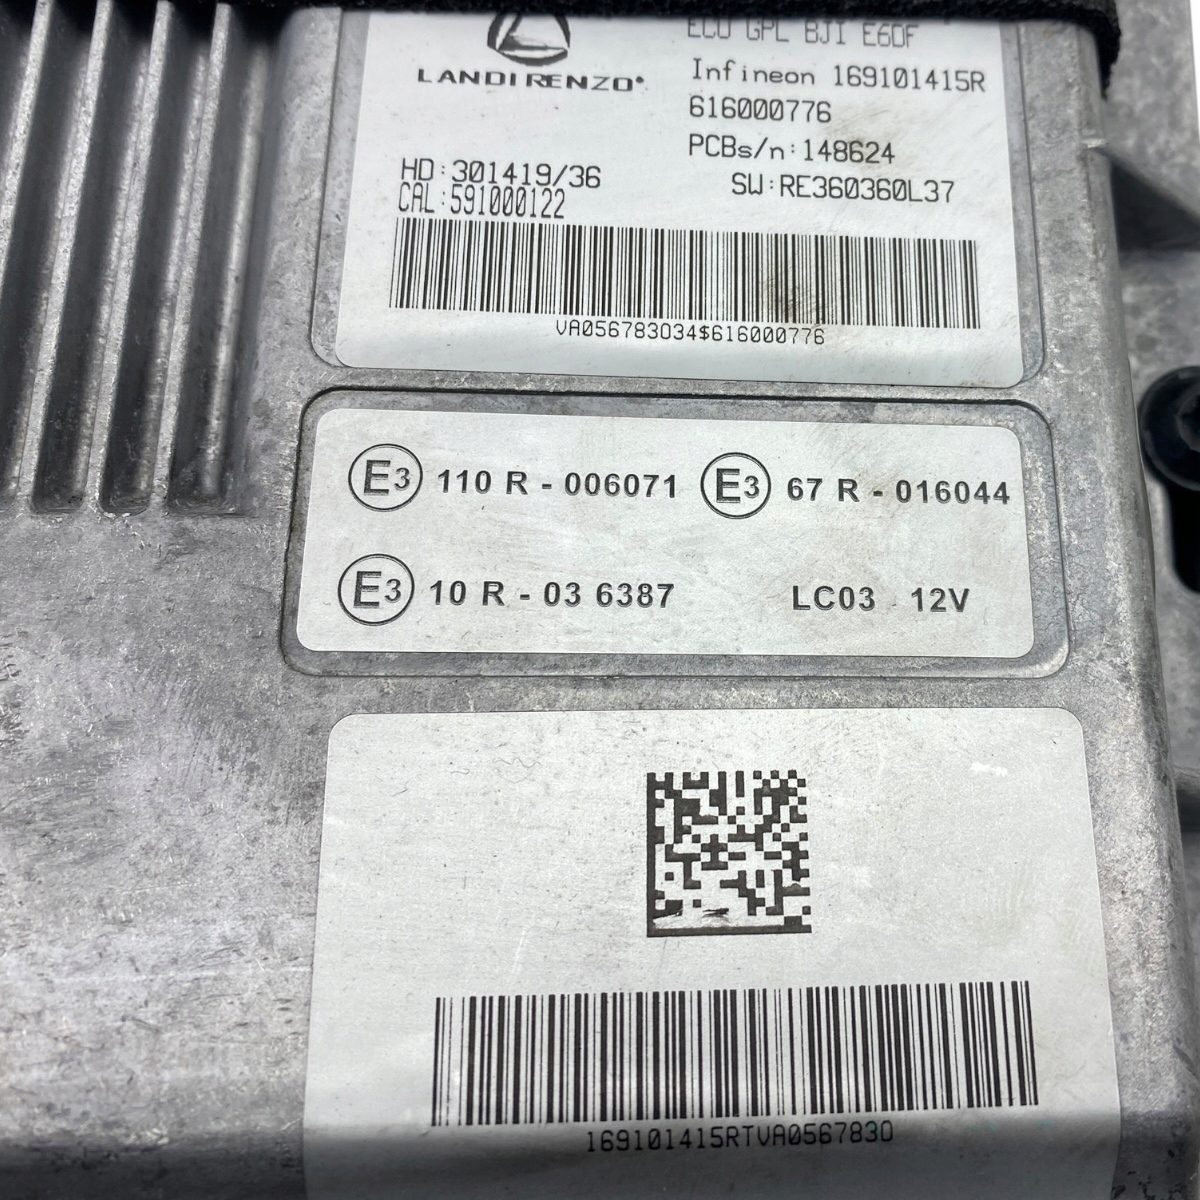 LANDIRENZO®
ECU GPL BJI E6DF
Infineon 169101415R
616000776
PCBs/n:148624
HD:301419/36
SW:RE360360L37
CAL:591000122
VA056783034$616000776
E3 110 R - 006071 E3 67 R - 016044
E3 10 R - 03 6387 LC03 12V
169101415RTVA0567830